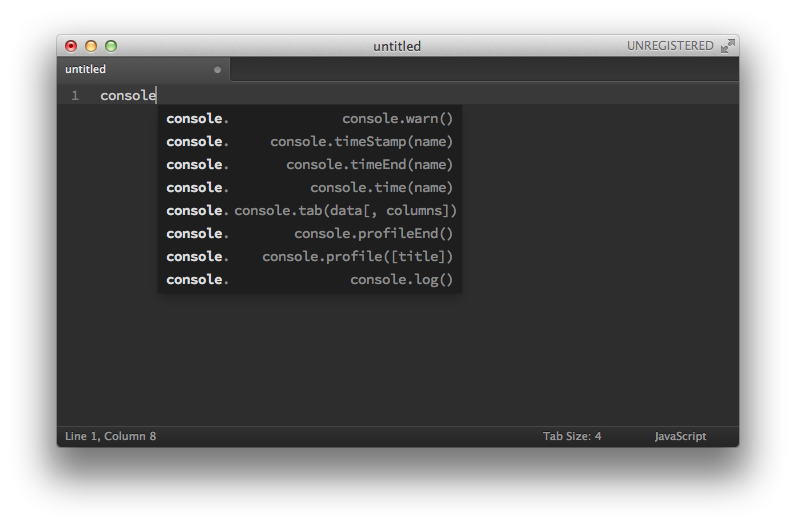 untitled
UNREGISTERED
untitled
1 console
console. console.warn()
console. console.timeStamp(name)
console. console.timeEnd(name)
console. console.time(name)
console. console.tab(data[, columns])
console. console.profileEnd()
console. console.profile([title])
console. console.log()
Line 1, Column 8
Tab Size: 4
JavaScript